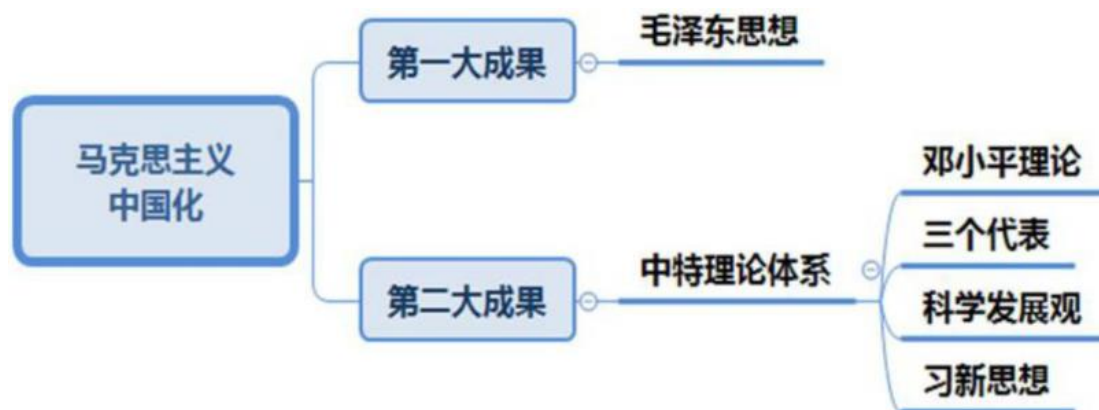 马克思主义
中国化
第一大成果
毛泽东思想
第二大成果
中特理论体系
邓小平理论
三个代表
科学发展观
习新思想